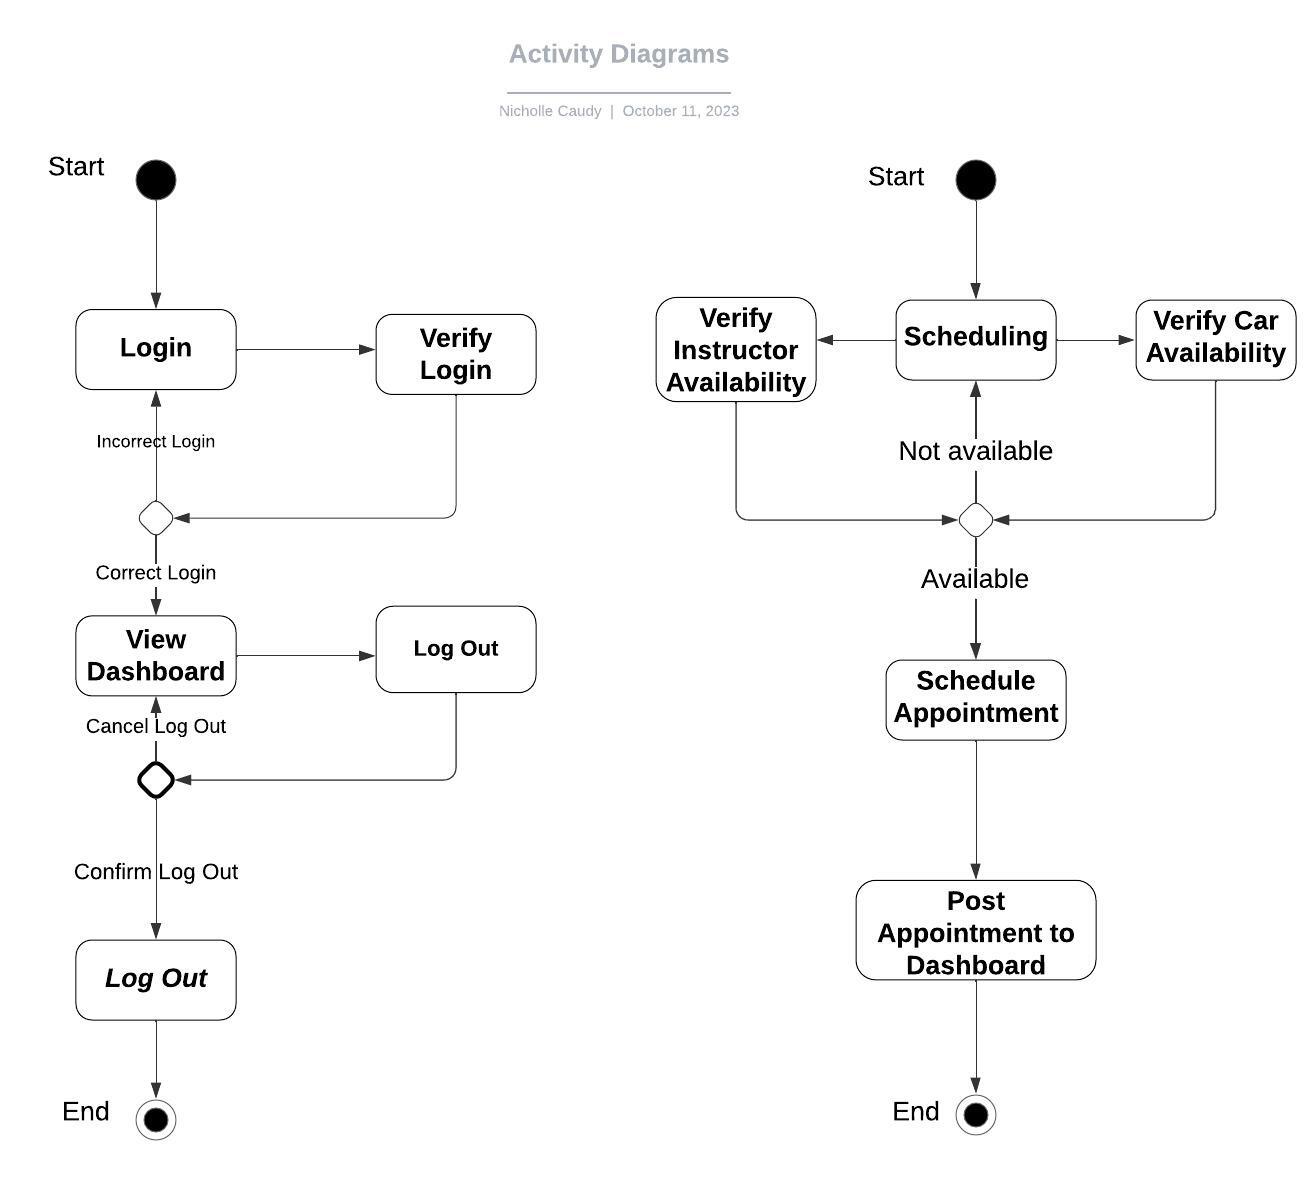 Activity Diagrams
Nicholle Caudy | October 11, 2023
Start
Login
Verify
Login
Incorrect Login
Correct Login
View
Dashboard
Log Out
Cancel Log Out
Confirm Log Out
Log Out
End
Start
Verify
Instructor
Availability
Scheduling
Verify Car
Availability
Not available
Available
Schedule
Appointment
Post
Appointment to
Dashboard
End